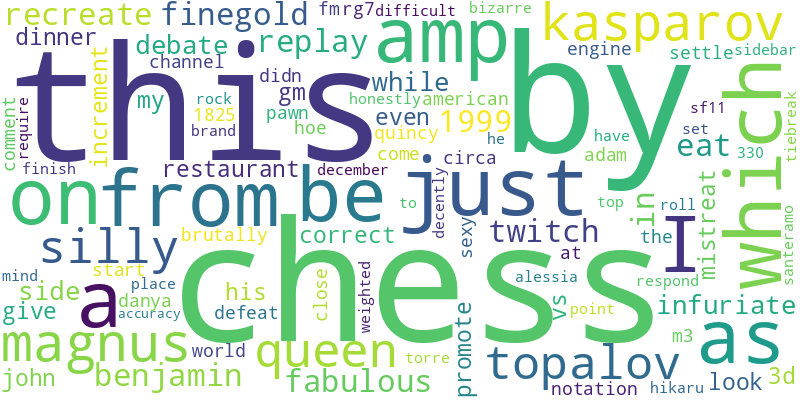 recreate
finegold
fm
rg7
difficult
bizarre
kasparov
dinner
debate
replay
amp
engine
settle
sidebar
this
by
channel
didn
gm
while
honestly
american
my
rock
1825
brand
pawn
hoe
even
quincy
1999
he
have
adam
sf11
set
eat
330
which
tiebreak
comment
require
increment
finish
restaurant
december
come
circa
on
from
be
just
to
decently
sexy
twitch
in
the
top
roll
I
mistreat
santeramo
silly
brutally
correct
at
mind
start
a
chess
place
side
danya
his
close
weighted
alessia
vs
respond
infuriate
as
give
accuracy
defeat
promote
point
m3
magnus
world
queen
torre
topalov
john
benjamin
fabulous
notation
hikaru
look
3d